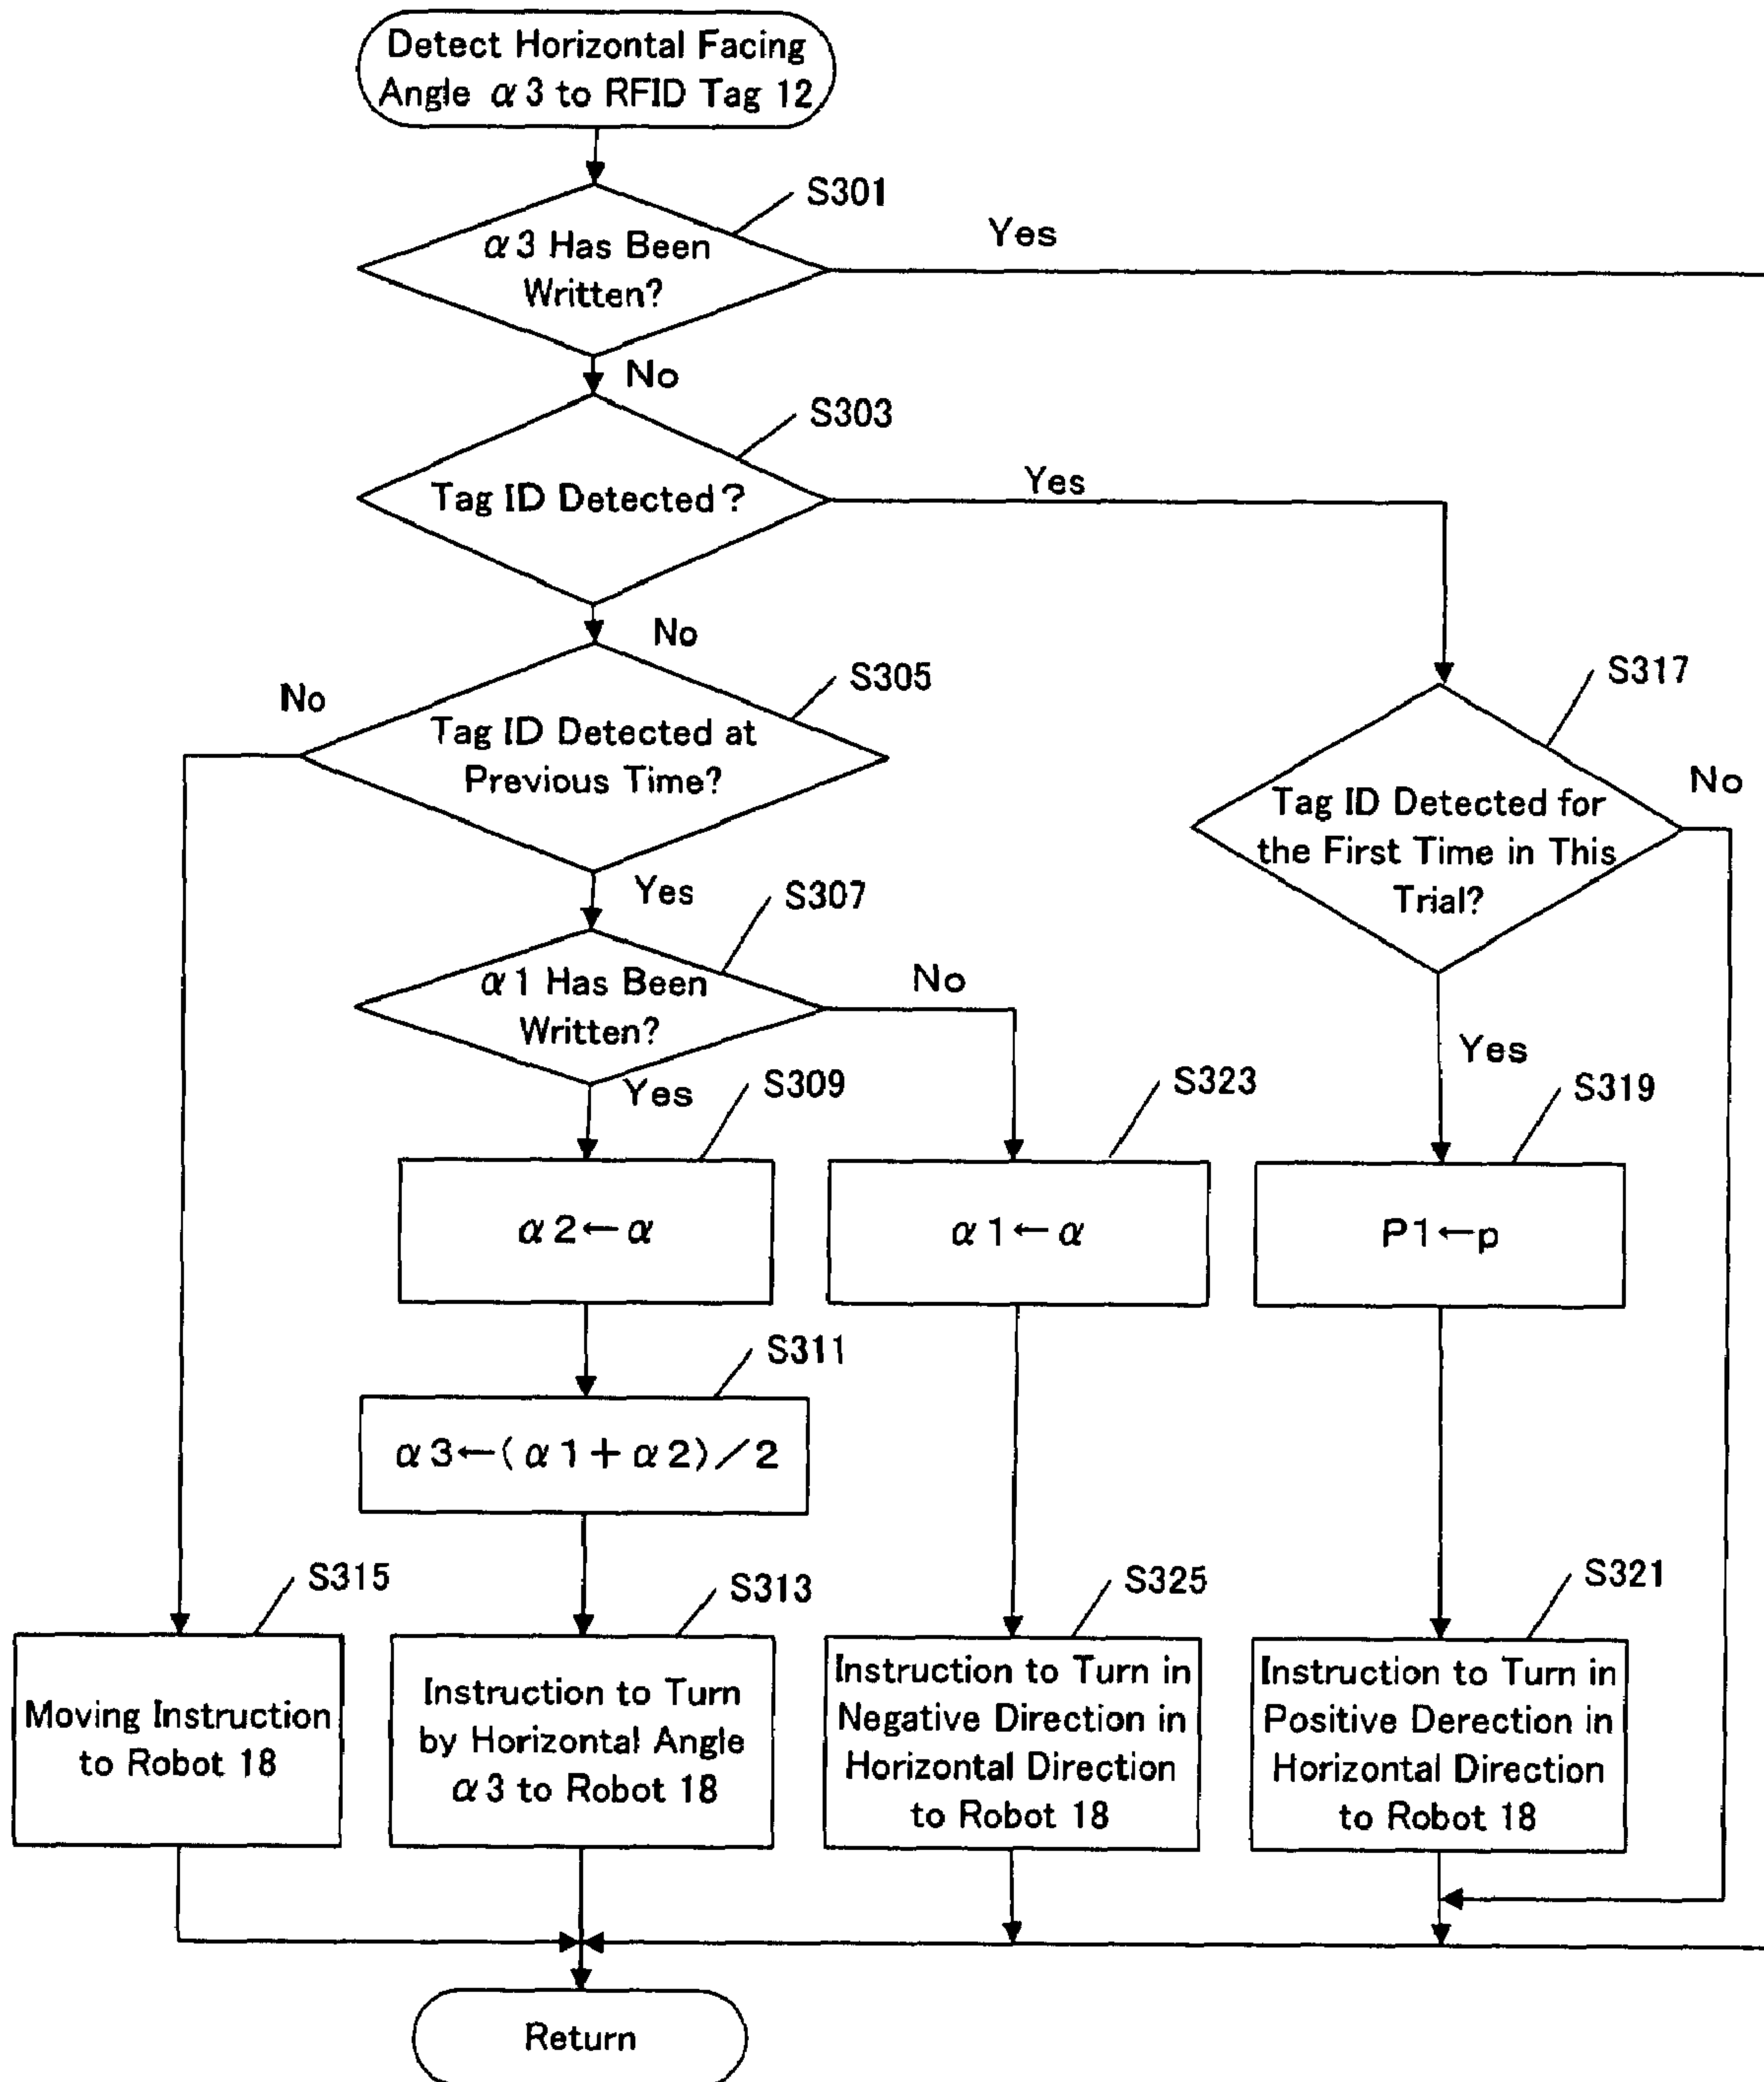 Detect Horizontal Facing
Angle α3 to RFID Tag 12
S301
α3 Has Been
Written?
Yes
No
S303
Tag ID Detected?
Yes
No
S305
No
Tag ID Detected at
Previous Time?
Yes
S317
Tag ID Detected for
the First Time in This
Trial?
No
Yes
S307
α1 Has Been
Written?
No
Yes
S309
α2←α
S323
α1←α
S319
P1←p
S311
α3←(α1+α2)/2
S315
Moving Instruction
to Robot 18
S313
Instruction to Turn
by Horizontal Angle
α3 to Robot 18
S325
Instruction to Turn in
Negative Direction in
Horizontal Direction
to Robot 18
S321
Instruction to Turn in
Positive Derection in
Horizontal Direction
to Robot 18
Return